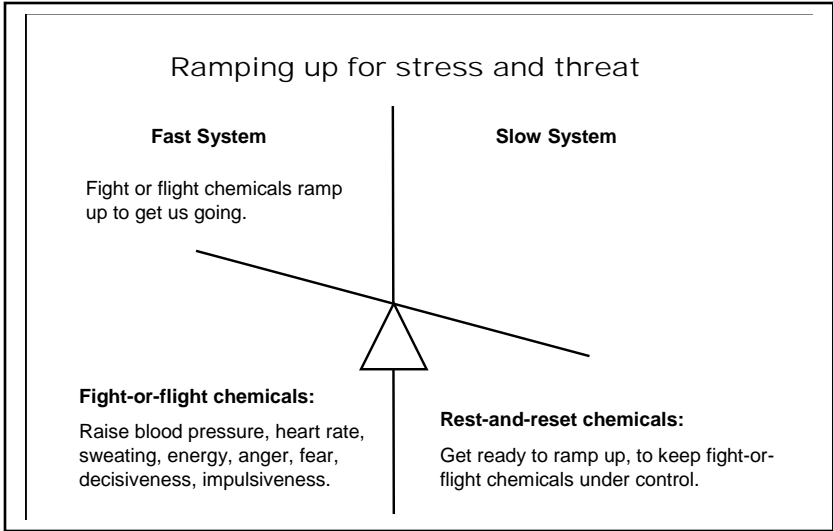 Ramping up for stress and threat
Fast System
Fight or flight chemicals ramp
up to get us going.
Slow System
Fight-or-flight chemicals:
Raise blood pressure, heart rate,
sweating, energy, anger, fear,
decisiveness, impulsiveness.
Rest-and-reset chemicals:
Get ready to ramp up, to keep fight-or-
flight chemicals under control.